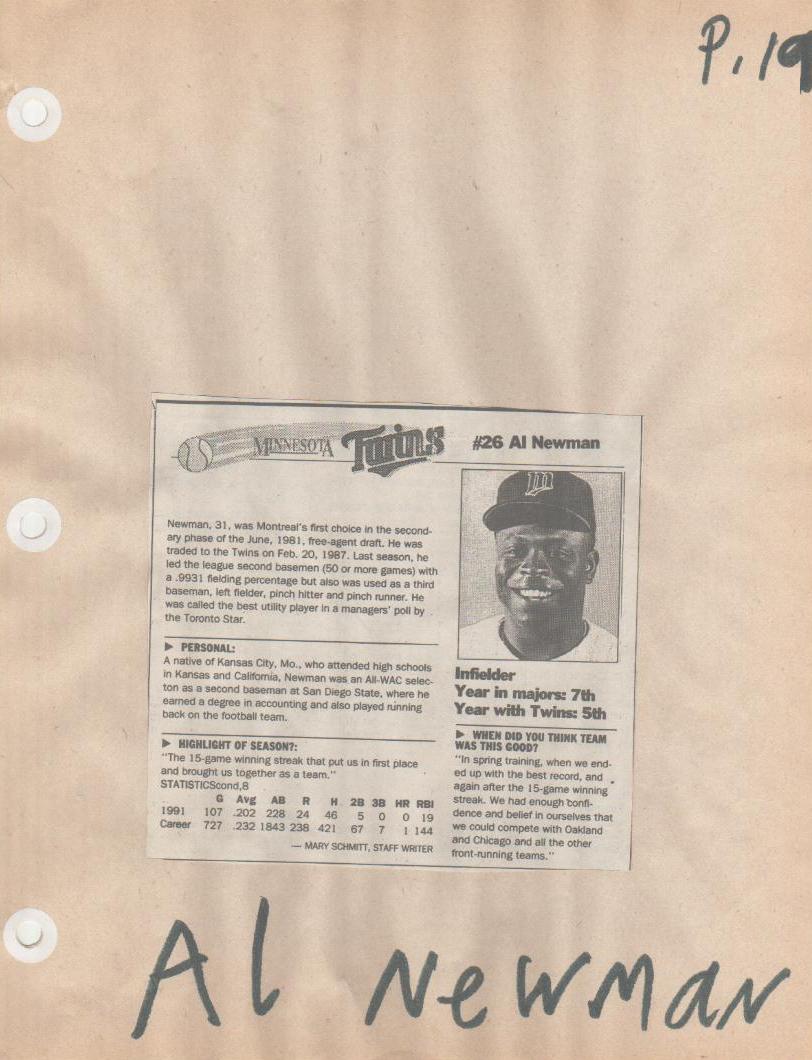 P. 19
MINNESOTA Twins
#26 Al Newman
Newman, 31, was Montreal's first choice in the second-
ary phase of the June, 1981, free-agent draft. He was
traded to the Twins on Feb. 20, 1987. Last season, he
led the league second basemen (50 or more games) with
a .9931 fielding percentage but also was used as a third
baseman, left fielder, pinch hitter and pinch runner. He
was called the best utility player in a managers' poll by
the Toronto Star.
▶ PERSONAL:
A native of Kansas City, Mo., who attended high schools
in Kansas and California, Newman was an All-WAC selec-
ton as a second baseman at San Diego State, where he
earned a degree in accounting and also played running
back on the football team.
▶ HIGHLIGHT OF SEASON?:
"The 15-game winning streak that put us in first place
and brought us together as a team."
STATISTICScond,8
G Avg AB R H 2B 3B HR RBI
1991 107 .202 228 24 46 5 0 0 19
Career 727 .232 1843 238 421 67 7 1 144
— MARY SCHMITT, STAFF WRITER
M
Infielder
Year in majors: 7th
Year with Twins: 5th
▶ WHEN DID YOU THINK TEAM
WAS THIS GOOD?
"In spring training, when we end-
ed up with the best record, and
again after the 15-game winning
streak. We had enough confi-
dence and belief in ourselves that
we could compete with Oakland
and Chicago and all the other
front-running teams."
Al Newman